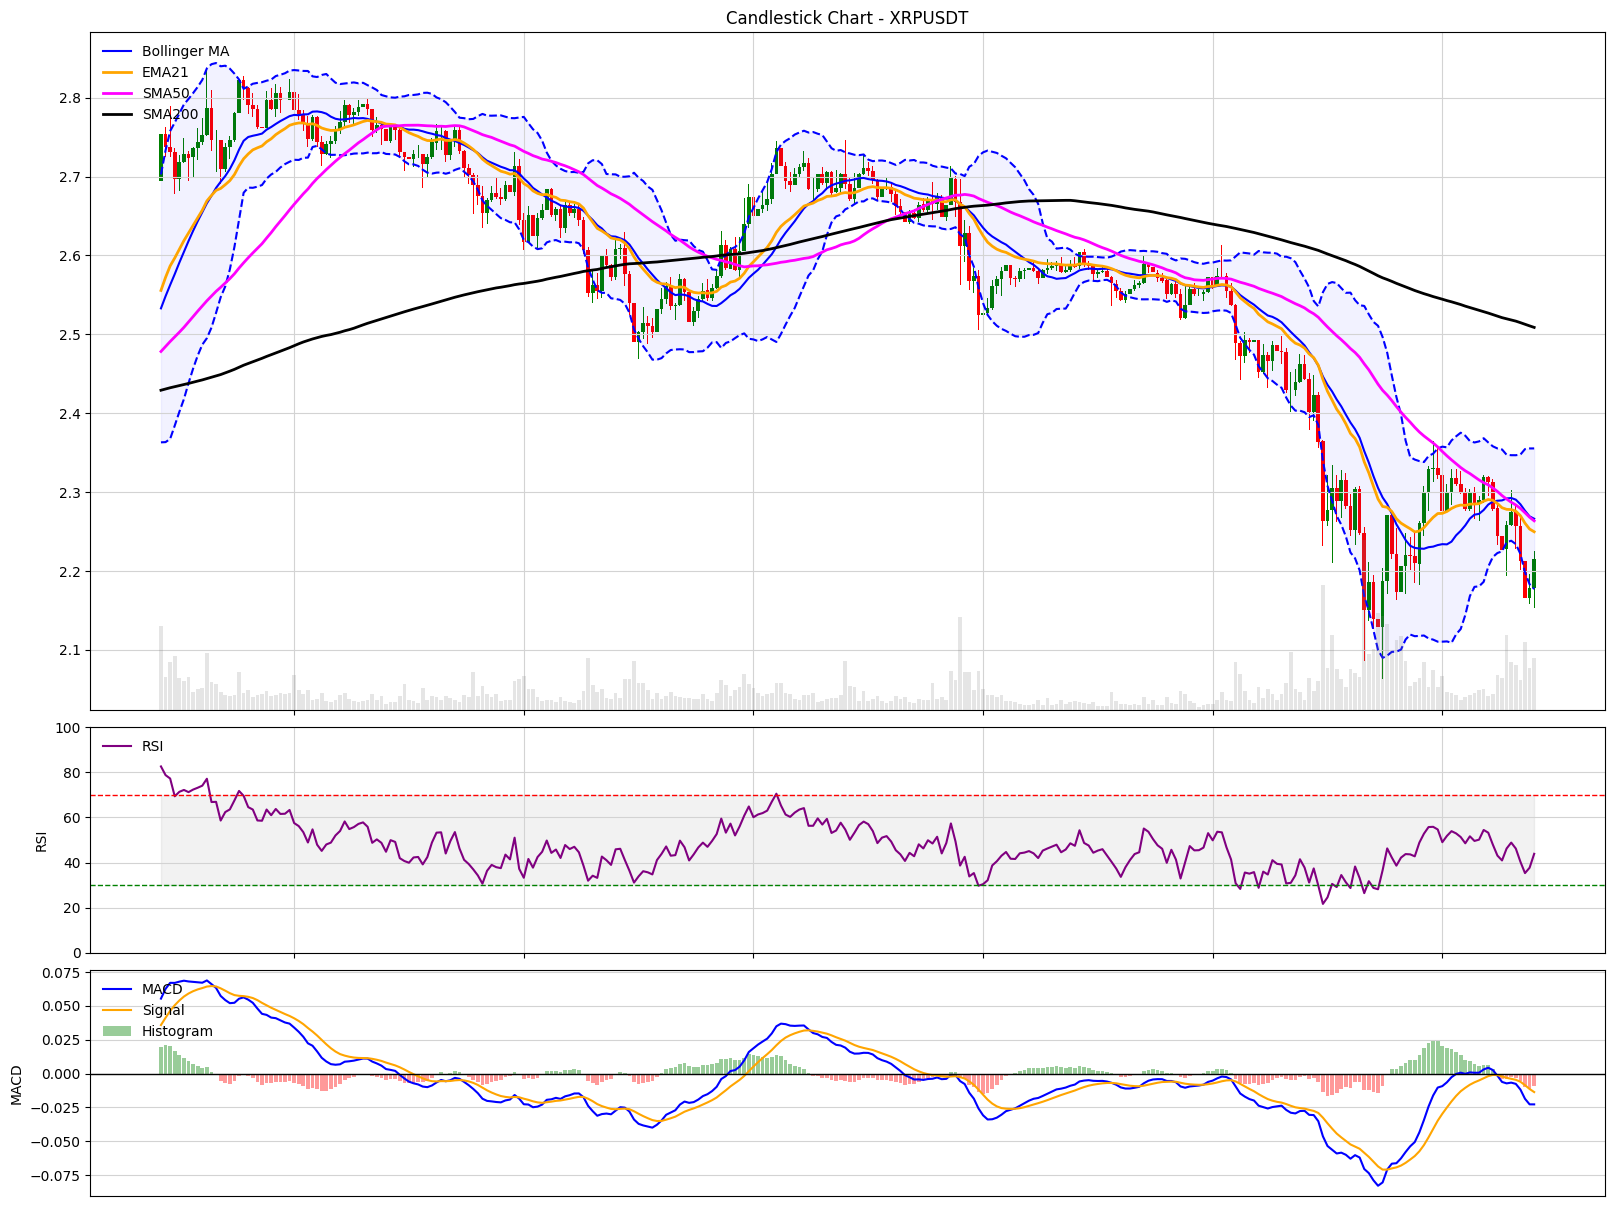 Candlestick Chart - XRPUSDT
Bollinger MA
EMA21
SMA50
SMA200
2.8
2.7
2.6
2.5
2.4
2.3
2.2
2.1
RSI
100
80
60
40
20
0
RSI
MACD
Signal
Histogram
0.075
0.050
0.025
0.000
−0.025
−0.050
−0.075
MACD